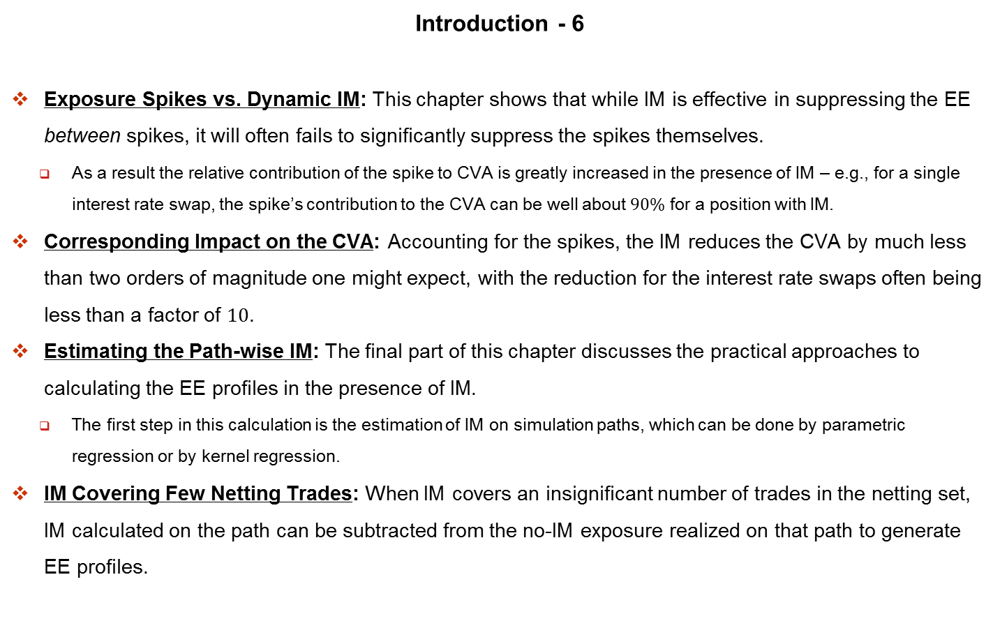 Introduction - 6
Exposure Spikes vs. Dynamic IM: This chapter shows that while IM is effective in suppressing the EE
between spikes, it will often fails to significantly suppress the spikes themselves.
As a result the relative contribution of the spike to CVA is greatly increased in the presence of IM – e.g., for a single
interest rate swap, the spike's contribution to the CVA can be well about 90% for a position with IM.
Corresponding Impact on the CVA: Accounting for the spikes, the IM reduces the CVA by much less
than two orders of magnitude one might expect, with the reduction for the interest rate swaps often being
less than a factor of 10.
Estimating the Path-wise IM: The final part of this chapter discusses the practical approaches to
calculating the EE profiles in the presence of IM.
The first step in this calculation is the estimation of IM on simulation paths, which can be done by parametric
regression or by kernel regression.
IM Covering Few Netting Trades: When IM covers an insignificant number of trades in the netting set,
IM calculated on the path can be subtracted from the no-IM exposure realized on that path to generate
EE profiles.